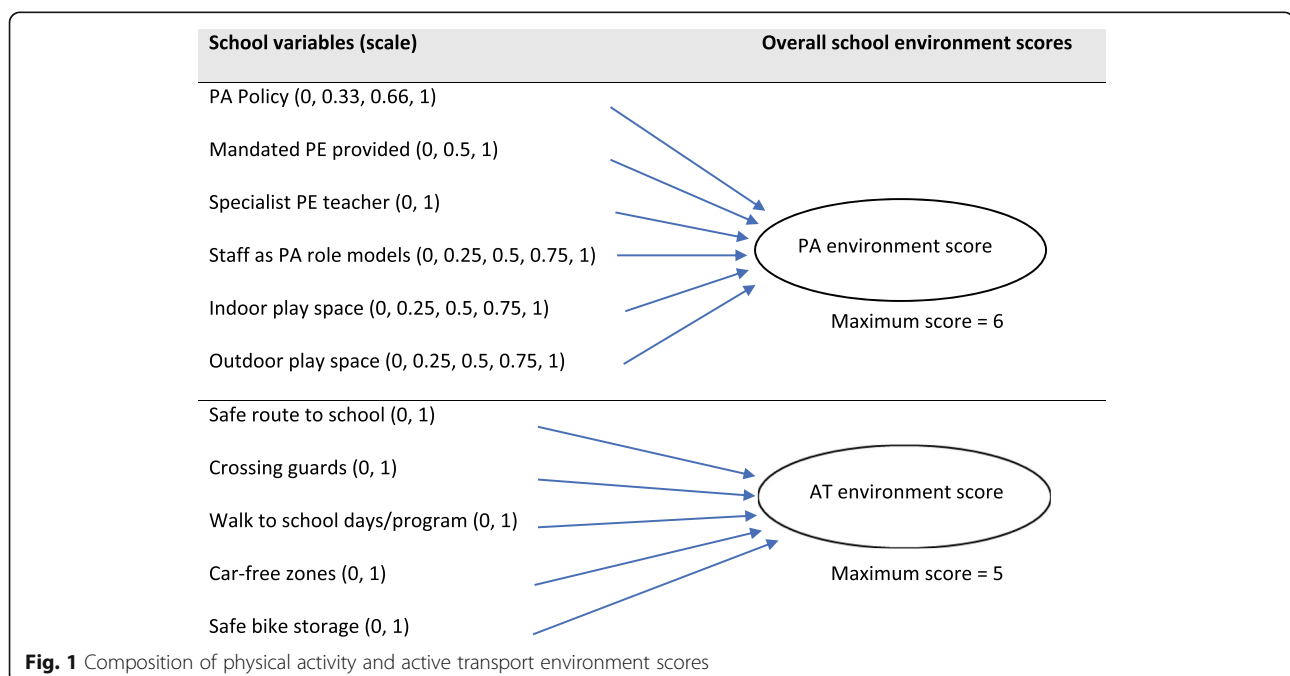 School variables (scale) Overall school environment scores
PA Policy (0, 0.33, 0.66, 1)
Mandated PE provided (0, 0.5, 1)
Specialist PE teacher (0, 1)
Staff as PA role models (0, 0.25, 0.5, 0.75, 1)
PA environment score
Indoor play space (0, 0.25, 0.5, 0.75, 1)
Maximum score = 6
Outdoor play space (0, 0.25, 0.5, 0.75, 1)
Safe route to school (0, 1)
Crossing guards (0, 1)
AT environment score
Walk to school days/program (0, 1)
Car-free zones (0, 1)
Maximum score = 5
Safe bike storage (0, 1)
Fig. 1 Composition of physical activity and active transport environment scores